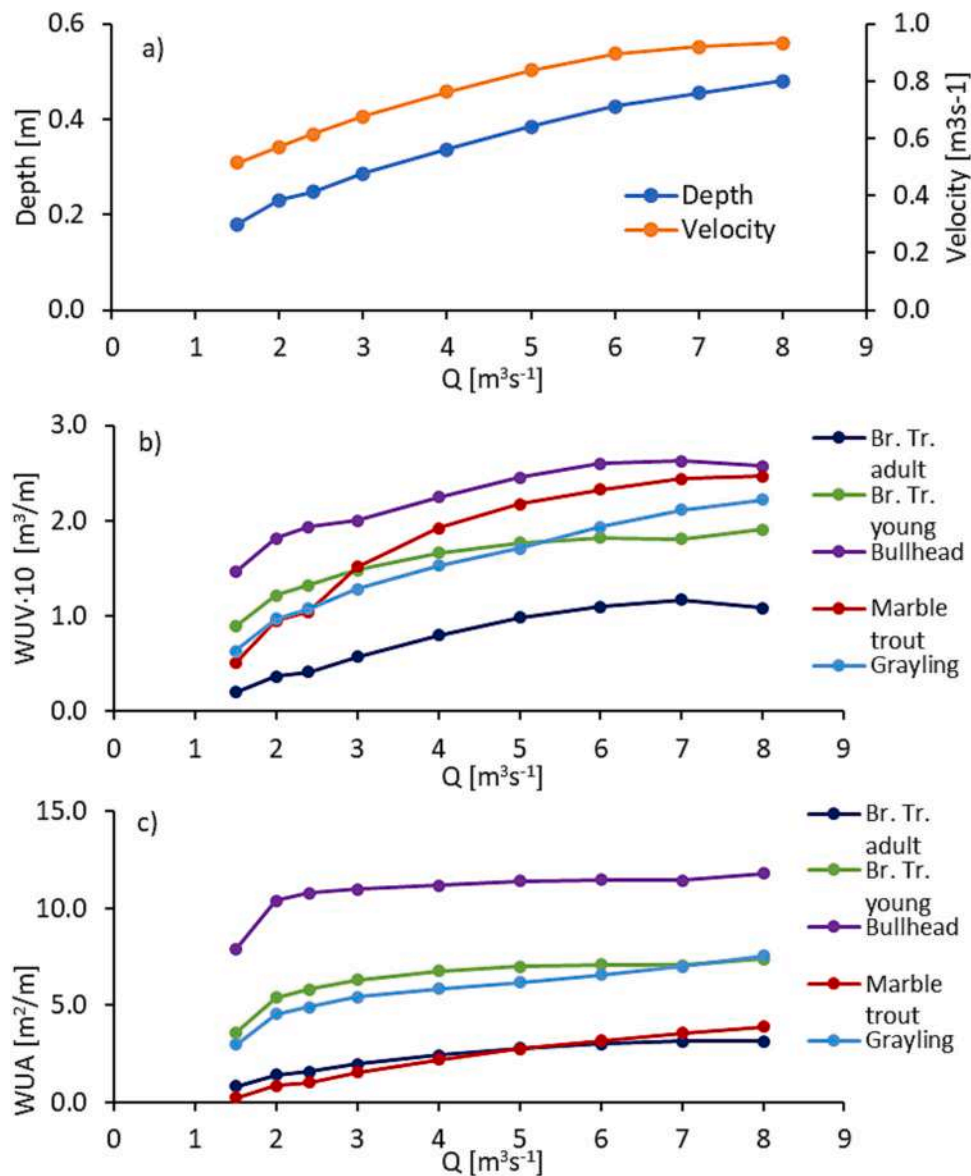 a)
0.6
0.4
0.2
0.0
Depth [m]
1.0
0.8
0.6
0.4
0.2
0.0
Velocity [m3s-1]
Depth
Velocity
0 1 2 3 4 5 6 7 8 9
Q [m³s⁻¹]
b)
3.0
2.0
1.0
0.0
WUV·10 [m³/m]
Br. Tr.
adult
Br. Tr.
young
Bullhead
Marble
trout
Grayling
0 1 2 3 4 5 6 7 8 9
Q [m³s⁻¹]
c)
15.0
10.0
5.0
0.0
WUA [m²/m]
Br. Tr.
adult
Br. Tr.
young
Bullhead
Marble
trout
Grayling
0 1 2 3 4 5 6 7 8 9
Q [m³s⁻¹]